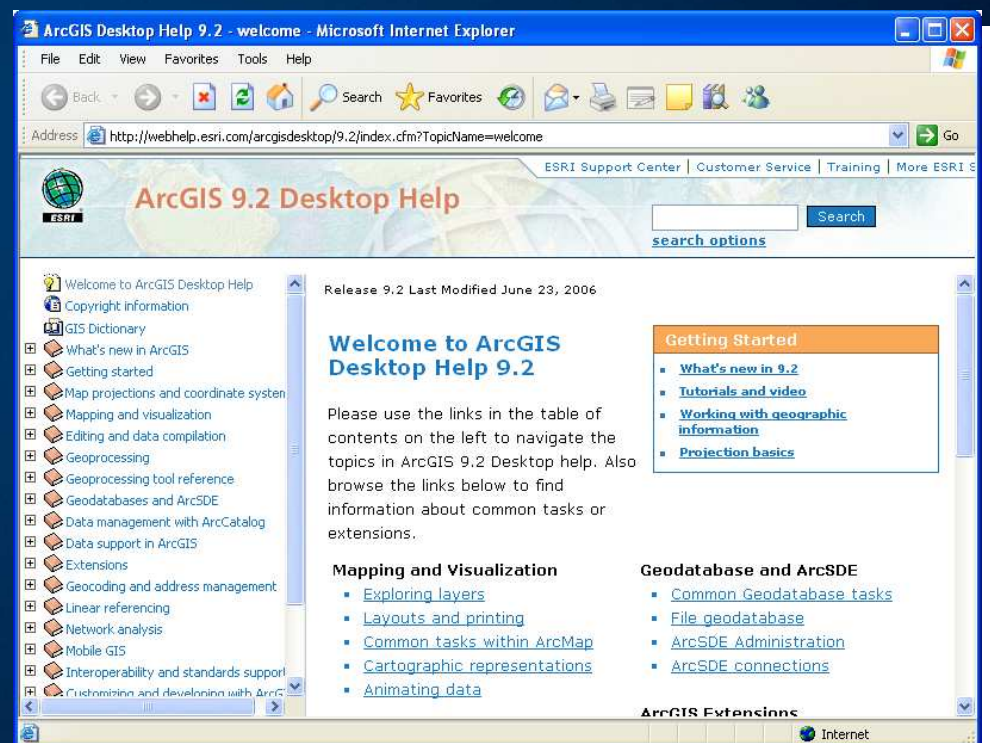 ArcGIS Desktop Help 9.2 - welcome - Microsoft Internet Explorer
File Edit View Favorites Tools Help
Back Search Favorites
Address http://webhelp.esri.com/arcgisdesktop/9.2/index.cfm?TopicName=welcome Go
ESRI Support Center | Customer Service | Training | More ESRI S
ESRI
ArcGIS 9.2 Desktop Help
Search
search options
Welcome to ArcGIS Desktop Help
Copyright information
GIS Dictionary
What's new in ArcGIS
Getting started
Map projections and coordinate system
Mapping and visualization
Editing and data compilation
Geoprocessing
Geoprocessing tool reference
Geodatabases and ArcSDE
Data management with ArcCatalog
Data support in ArcGIS
Extensions
Geocoding and address management
Linear referencing
Network analysis
Mobile GIS
Interoperability and standards support
Customizing and developing with ArcG
Release 9.2 Last Modified June 23, 2006
Welcome to ArcGIS
Desktop Help 9.2
Please use the links in the table of
contents on the left to navigate the
topics in ArcGIS 9.2 Desktop help. Also
browse the links below to find
information about common tasks or
extensions.
Getting Started
What's new in 9.2
Tutorials and video
Working with geographic
information
Projection basics
Mapping and Visualization
Exploring layers
Layouts and printing
Common tasks within ArcMap
Cartographic representations
Animating data
Geodatabase and ArcSDE
Common Geodatabase tasks
File geodatabase
ArcSDE Administration
ArcSDE connections
ArcGIS Extensions
Internet